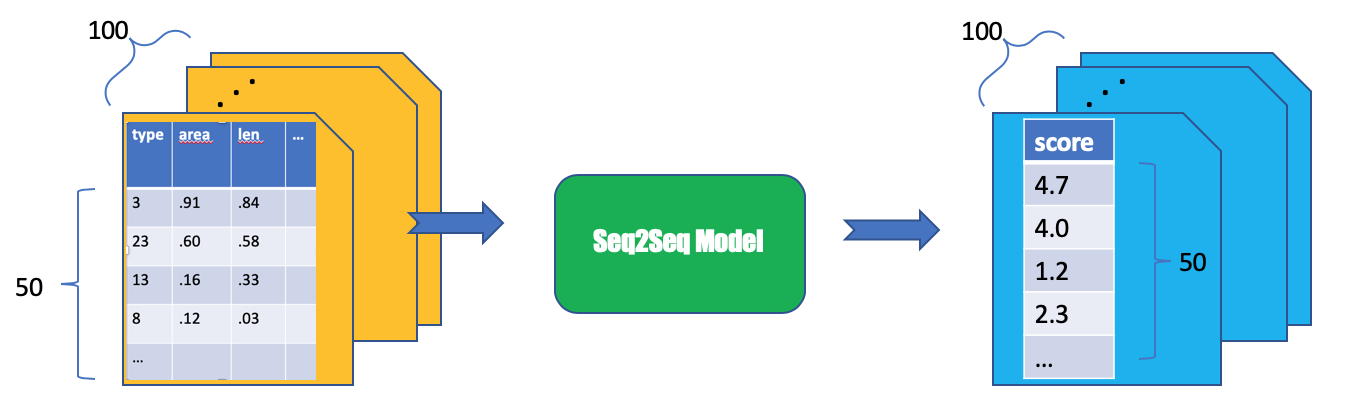 100
type area len ...
3 .91 .84
23 .60 .58
13 .16 .33
8 .12 .03
...
50
Seq2Seq Model
100
score
4.7
4.0
1.2
2.3
...
50